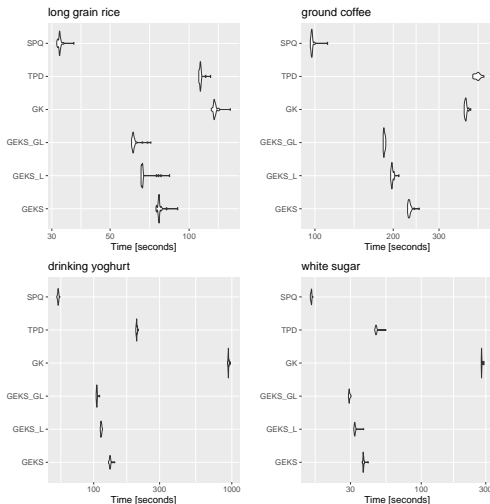 long grain rice
SPQ
TPD
GK
GEKS_GL
GEKS_L
GEKS
30 50 100
Time [seconds]
ground coffee
SPQ
TPD
GK
GEKS_GL
GEKS_L
GEKS
100 200 300
Time [seconds]
drinking yoghurt
SPQ
TPD
GK
GEKS_GL
GEKS_L
GEKS
100 300 1000
Time [seconds]
white sugar
SPQ
TPD
GK
GEKS_GL
GEKS_L
GEKS
30 100 300
Time [seconds]